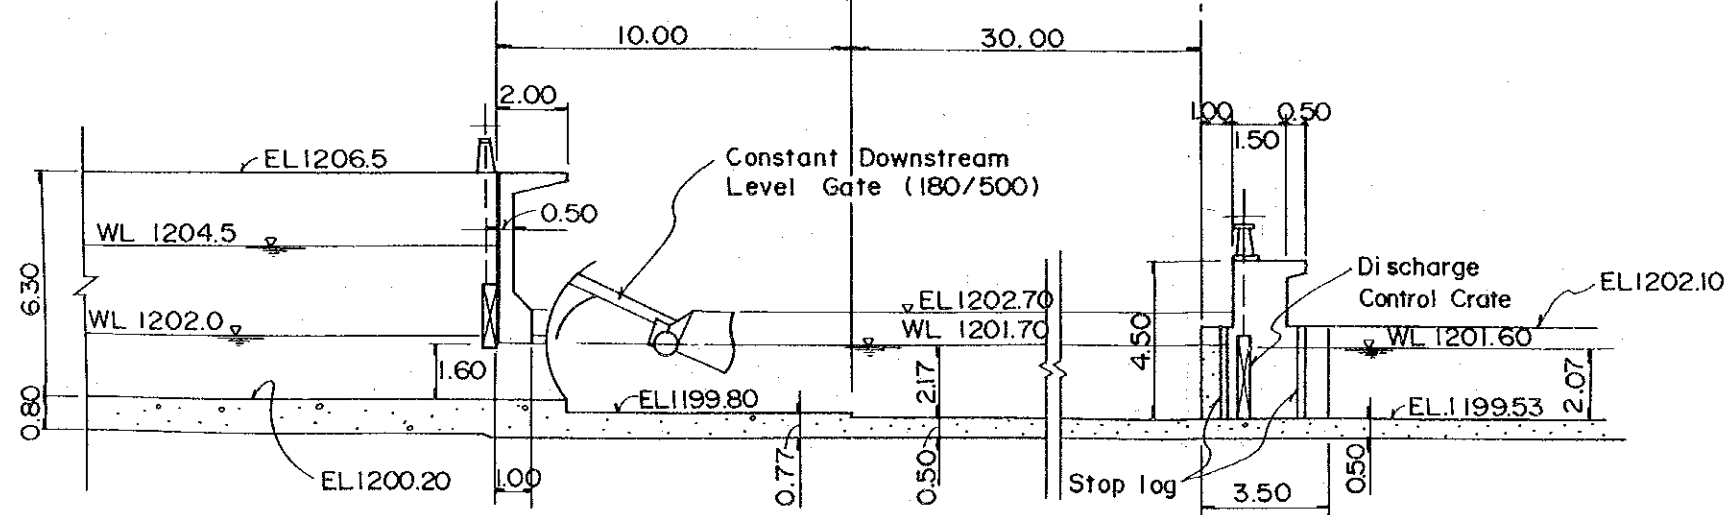 10.00
30.00
2.00
1.00
0.50
1.50
EL1206.5
Constant Downstream
Level Gate (180/500)
0.50
WL 1204.5
6.30
Discharge
Control Crate
EL1202.10
EL1202.70
WL 1202.0
WL 1201.70
WL 1201.60
4.50
1.60
2.17
2.07
EL1199.80
EL.1199.53
0.80
EL1200.20
1.00
0.77
0.50
Stop log
3.50
0.50